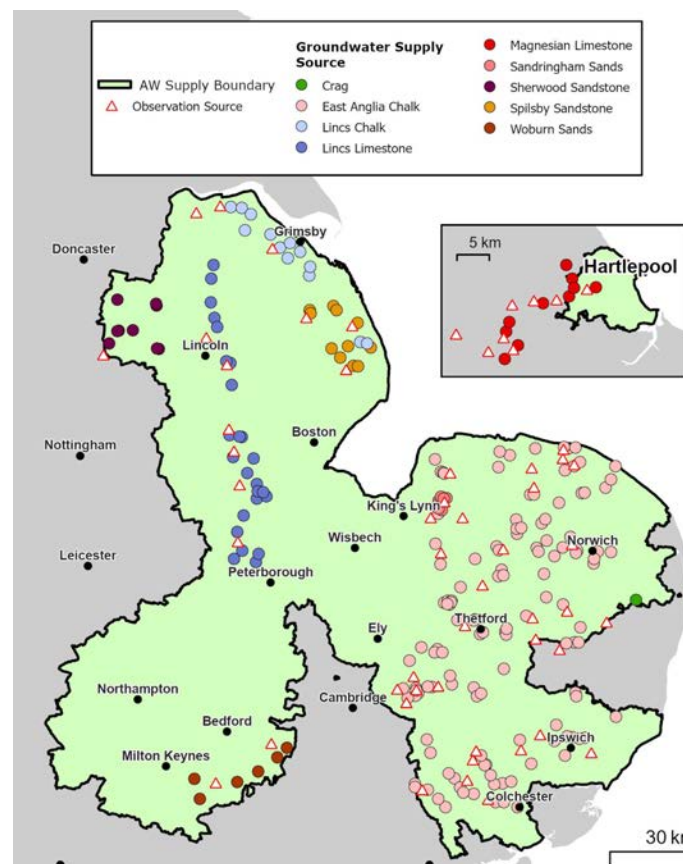 Groundwater Supply
Source
AW Supply Boundary
Observation Source
Crag
East Anglia Chalk
Lincs Chalk
Lincs Limestone
Magnesian Limestone
Sandringham Sands
Sherwood Sandstone
Spilsby Sandstone
Woburn Sands
Grimsby
Doncaster
5 km
Hartlepool
Lincoln
Boston
Nottingham
King's Lynn
Wisbech
Norwich
Leicester
Peterborough
Ely
Thetford
Northampton
Cambridge
Bedford
Ipswich
Milton Keynes
Colchester
30 km